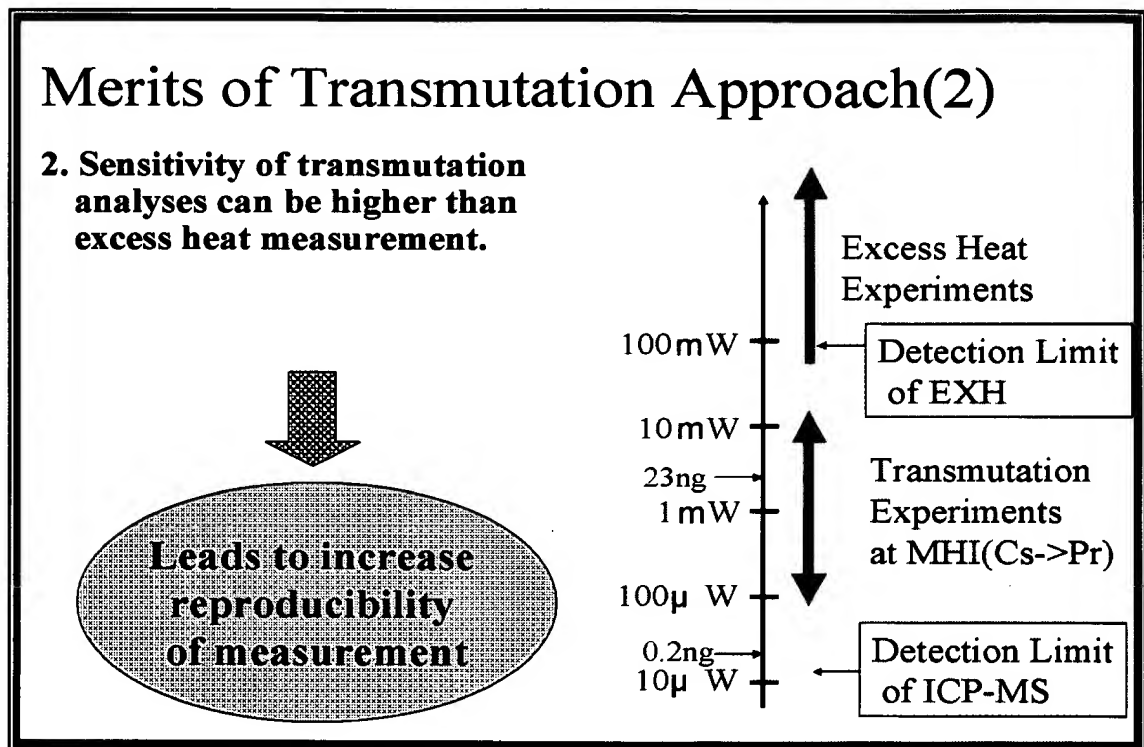 Merits of Transmutation Approach(2)
2. Sensitivity of transmutation
analyses can be higher than
excess heat measurement.
Leads to increase
reproducibility
of measurement
100mW
10mW
23ng
1mW
100μ W
0.2ng
10μ W
Excess Heat
Experiments
Detection Limit
of EXH
Transmutation
Experiments
at MHI(Cs->Pr)
Detection Limit
of ICP-MS